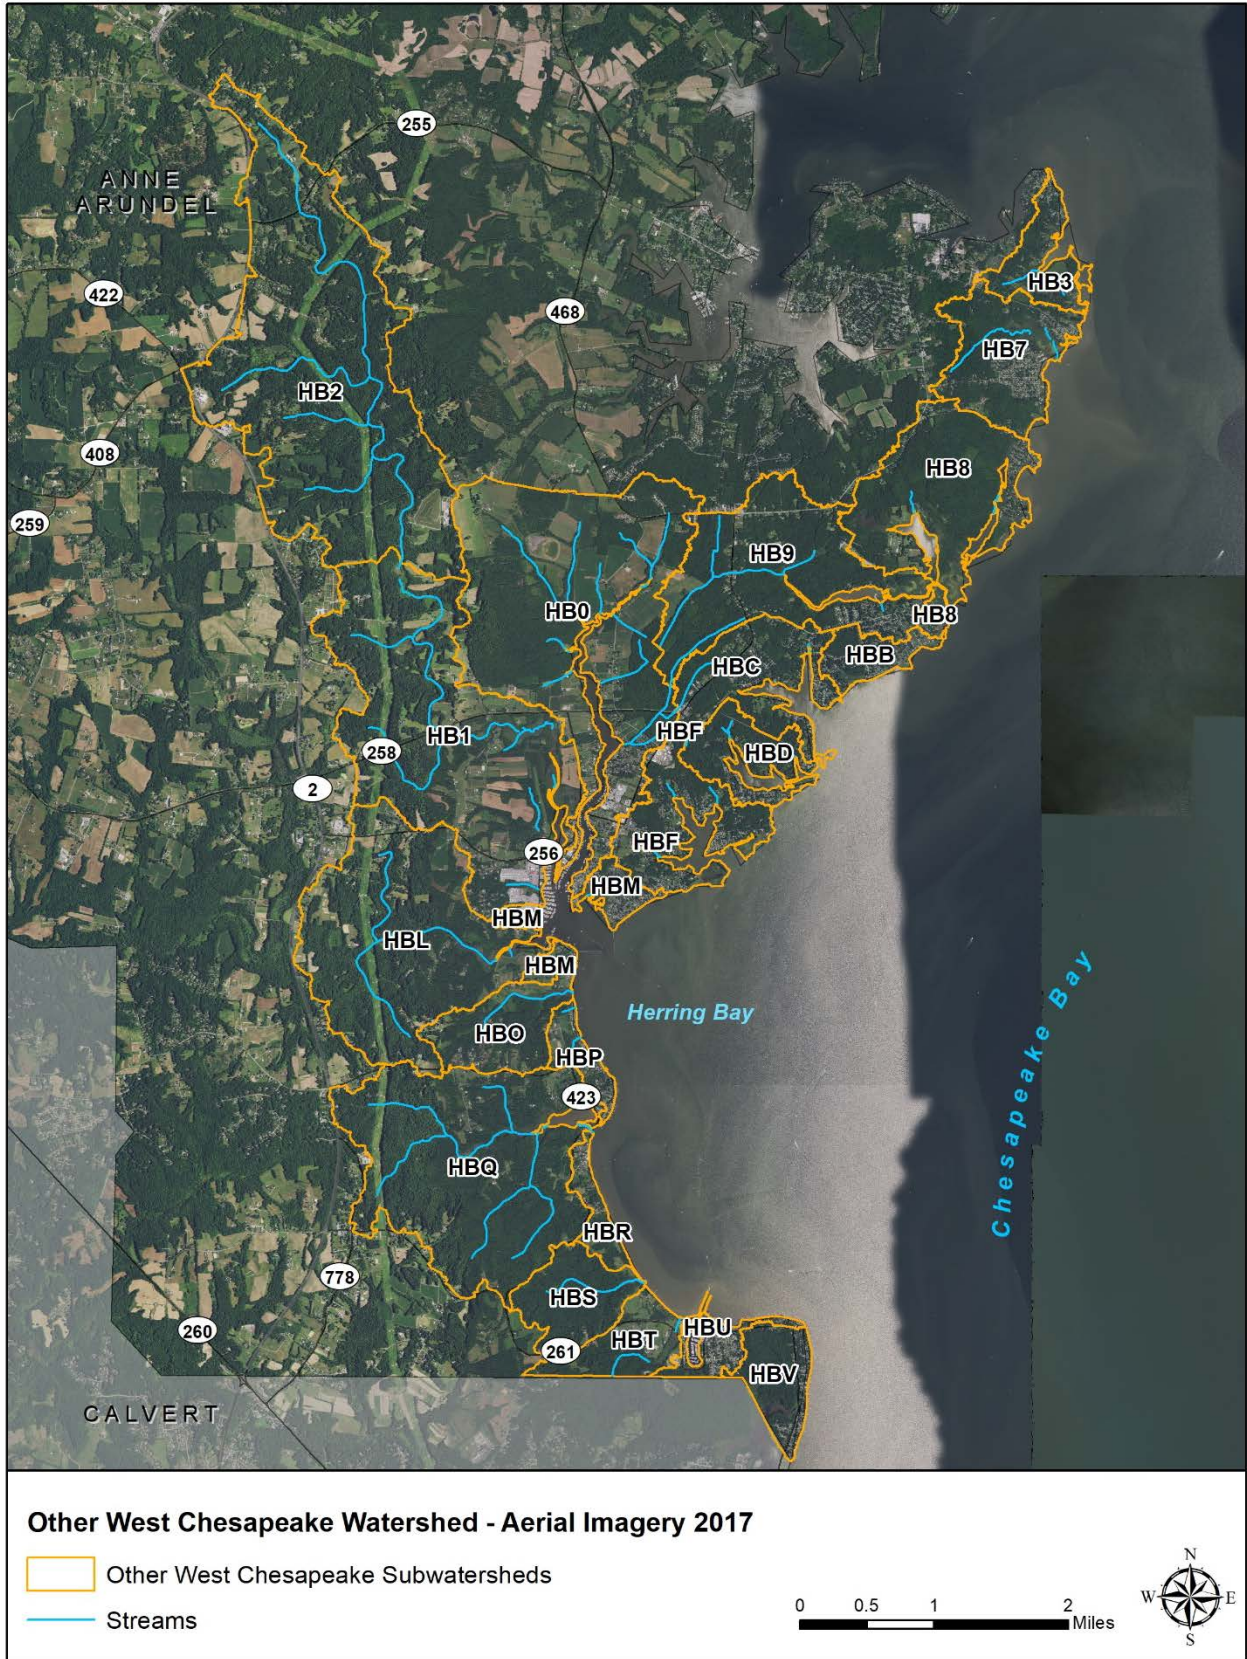 255
ANNE
ARUNDEL
422
468
HB3
HB7
HB2
408
HB8
259
HB9
HB0
HB8
HBB
HBC
HBF
HB1
258
HBD
2
HBF
256
HBM
HBM
HBL
HBM
Herring Bay
HBO
HBP
423
Chesapeake Bay
HBQ
HBR
778
HBS
260
HBU
HBT
261
HBV
CALVERT
Other West Chesapeake Watershed - Aerial Imagery 2017
Other West Chesapeake Subwatersheds
Streams
0 0.5 1 2
Miles
N
W E
S